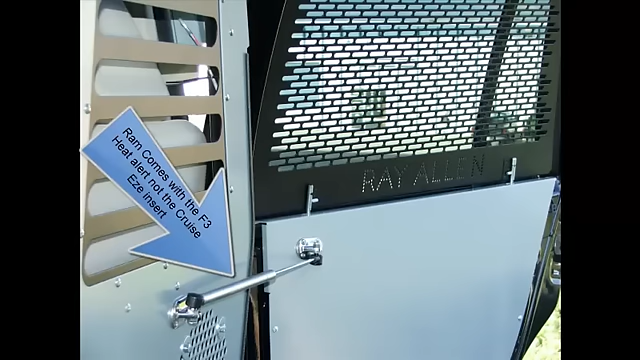 Ram Comes with the F3
Heat alert not the Cruise
Eze insert
RAY ALLEN